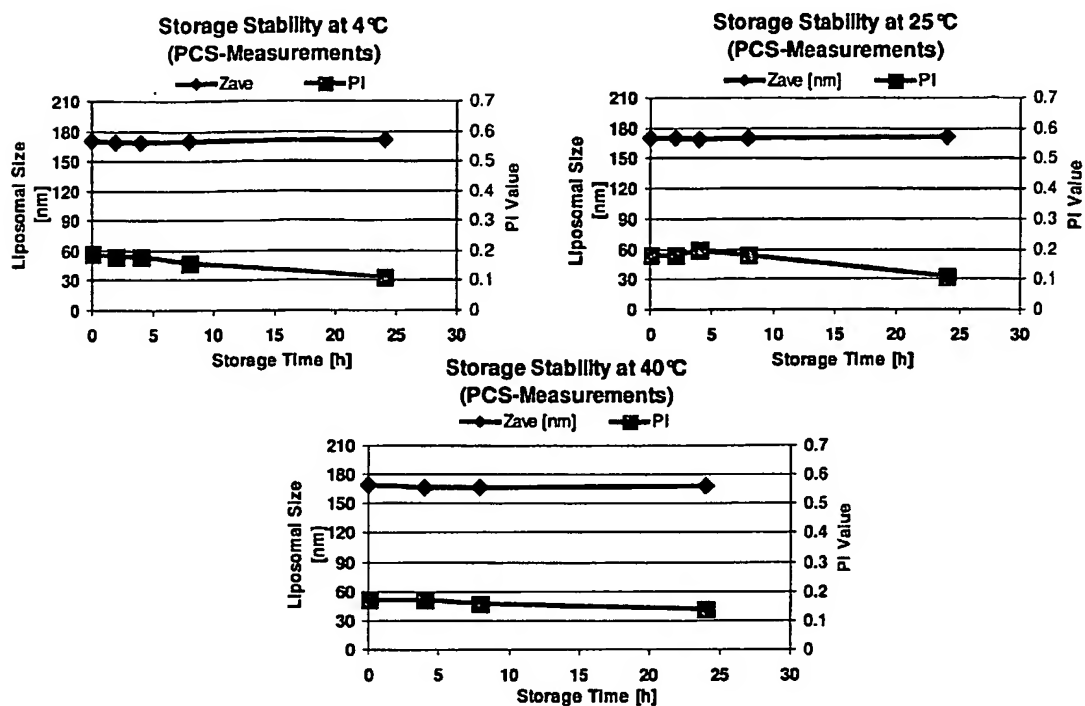 Storage Stability at 4°C
(PCS-Measurements)
Zave PI
210
180
150
120
90
60
30
0
Liposomal Size
[nm]
0.7
0.6
0.5
0.4
0.3
0.2
0.1
0
PI Value
0 5 10 15 20 25 30
Storage Time [h]
Storage Stability at 25°C
(PCS-Measurements)
Zave [nm] PI
210
180
150
120
90
60
30
0
Liposomal Size
[nm]
0.7
0.6
0.5
0.4
0.3
0.2
0.1
0
PI Value
0 5 10 15 20 25 30
Storage Time [h]
Storage Stability at 40°C
(PCS-Measurements)
Zave [nm] PI
210
180
150
120
90
60
30
0
Liposomal Size
[nm]
0.7
0.6
0.5
0.4
0.3
0.2
0.1
0
PI Value
0 5 10 15 20 25 30
Storage Time [h]